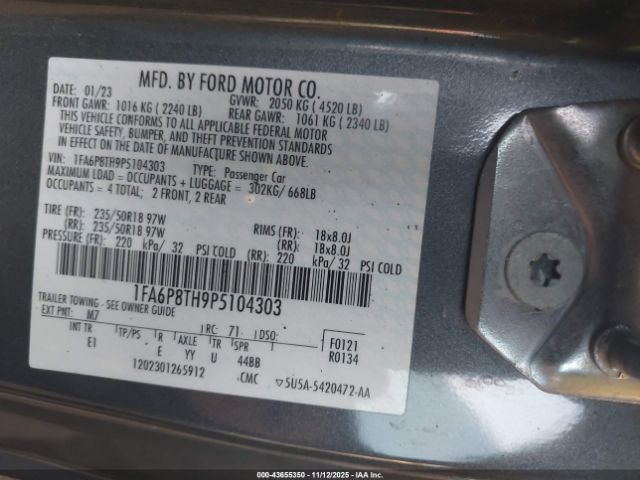 MFD. BY FORD MOTOR CO.
DATE: 01/23 GVWR: 2050 KG ( 4520 LB)
FRONT GAWR: 1016 KG ( 2240 LB) REAR GAWR: 1061 KG ( 2340 LB)
THIS VEHICLE CONFORMS TO ALL APPLICABLE FEDERAL MOTOR
VEHICLE SAFETY, BUMPER, AND THEFT PREVENTION STANDARDS
IN EFFECT ON THE DATE OF MANUFACTURE SHOWN ABOVE.
VIN: 1FA6P8TH9P5104303 TYPE: Passenger Car
MAXIMUM LOAD = OCCUPANTS + LUGGAGE = 302KG/ 668LB
OCCUPANTS = 4 TOTAL; 2 FRONT, 2 REAR
TIRE (FR): 235/50R18 97W RIMS (FR): 18x8.0J
(RR): 235/50R18 97W (RR): 18x8.0J
PRESSURE (FR): 220 kPa/ 32 PSI COLD (RR): 220 kPa/ 32 PSI COLD
1FA6P8TH9P5104303
TRAILER TOWING - SEE OWNER GUIDE
EXT PNT: M7 RC: 71 DSO: F0121
INT TR TP/PS R AXLE TR SPR R0134
E1 E YY U 44BB
1202301265912 CMC 5U5A-5420472-AA
000-43655350 11/12/2025 IAAI.CA